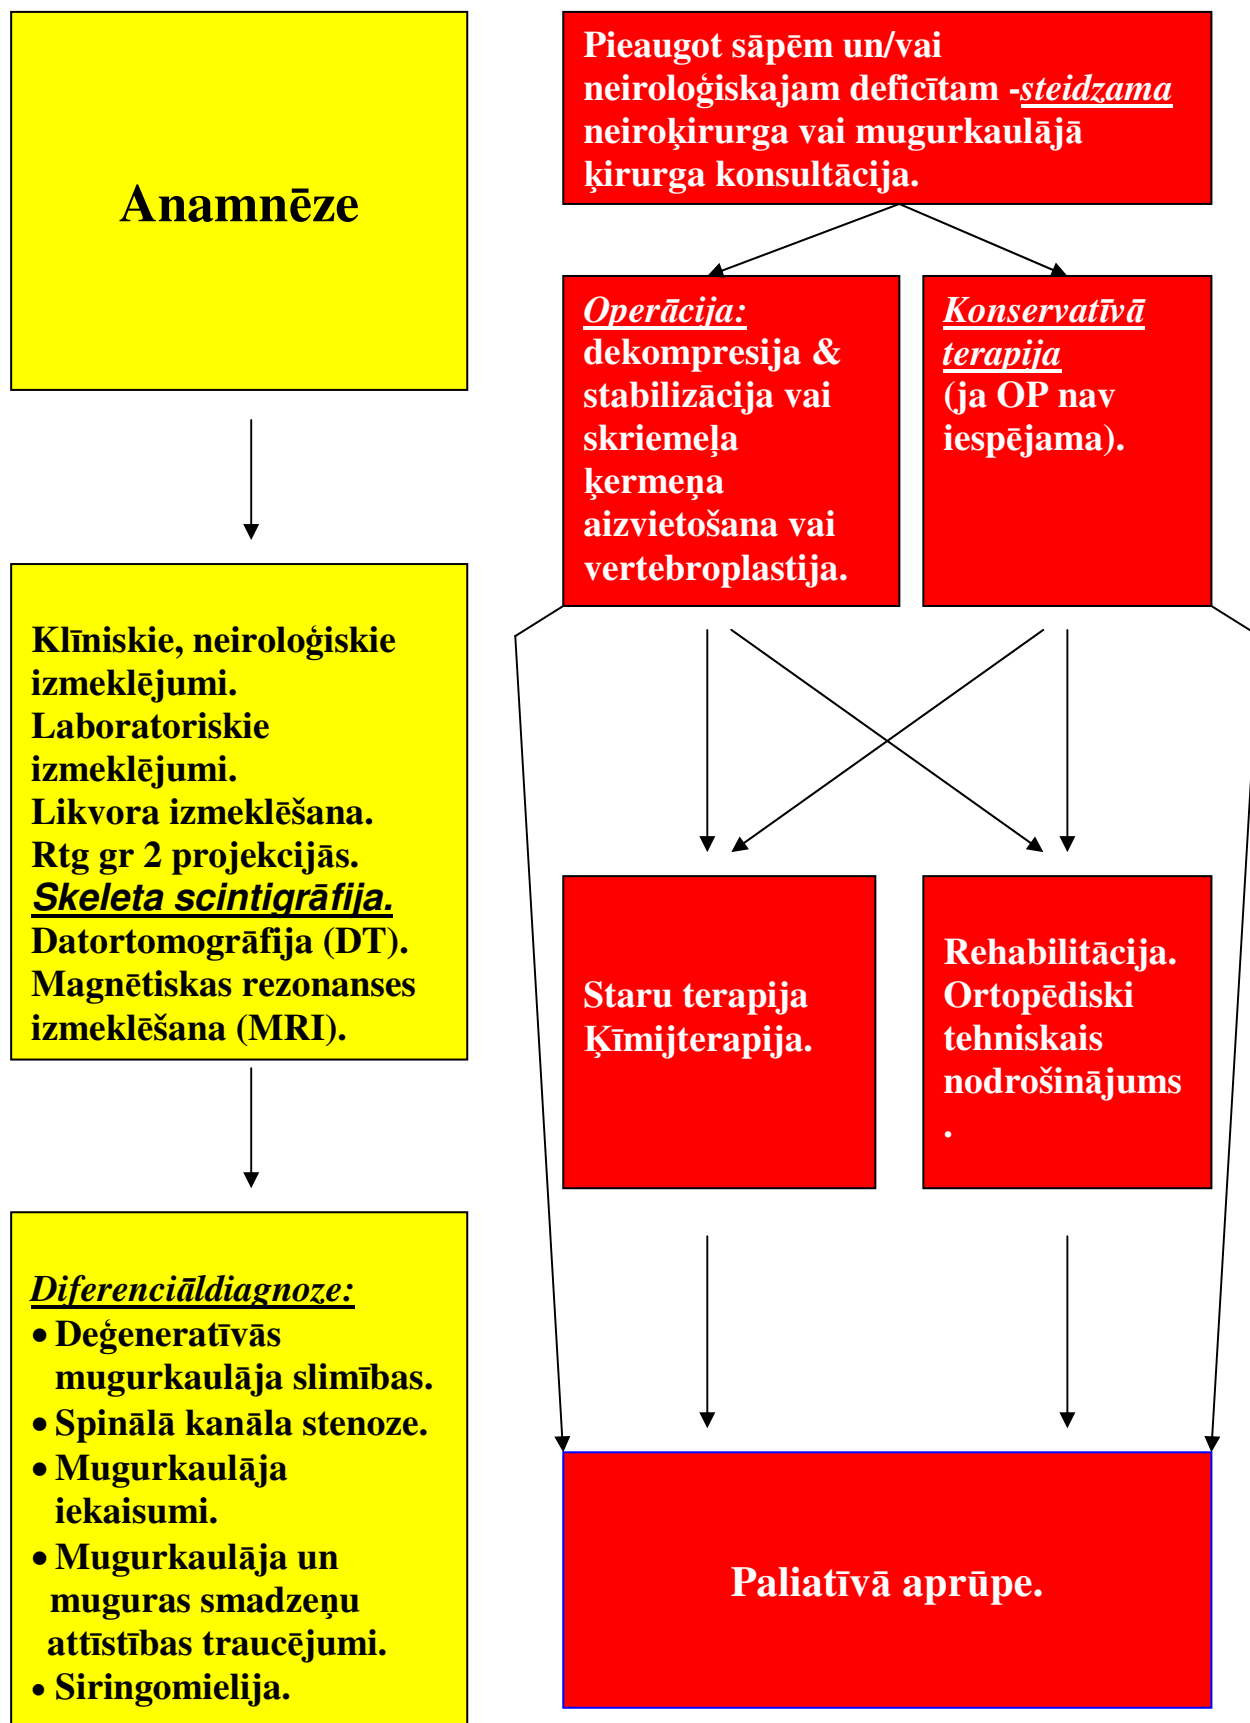 Anamnēze
Klīniskie, neiroloģiskie
izmeklējumi.
Laboratoriskie
izmeklējumi.
Likvora izmeklēšana.
Rtg gr 2 projekcijās.
Skeleta scintigrāfija.
Datortomogrāfija (DT).
Magnētiskas rezonanses
izmeklēšana (MRI).
Diferenciāldiagnoze:
• Deģeneratīvās
mugurkaulāja slimības.
• Spinālā kanāla stenoze.
• Mugurkaulāja
iekaisumi.
• Mugurkaulāja un
muguras smadzeņu
attīstības traucējumi.
• Siringomielija.
Pieaugot sāpēm un/vai
neiroloģiskajam deficītam -steidzama
neiroķirurga vai mugurkaulājā
ķirurga konsultācija.
Operācija:
dekompresija &
stabilizācija vai
skriemeļa
ķermeņa
aizvietošana vai
vertebroplastija.
Konservatīvā
terapija
(ja OP nav
iespējama).
Staru terapija
Ķīmijterapija.
Rehabilitācija.
Ortopēdiski
tehniskais
nodrošinājums
.
Paliatīvā aprūpe.